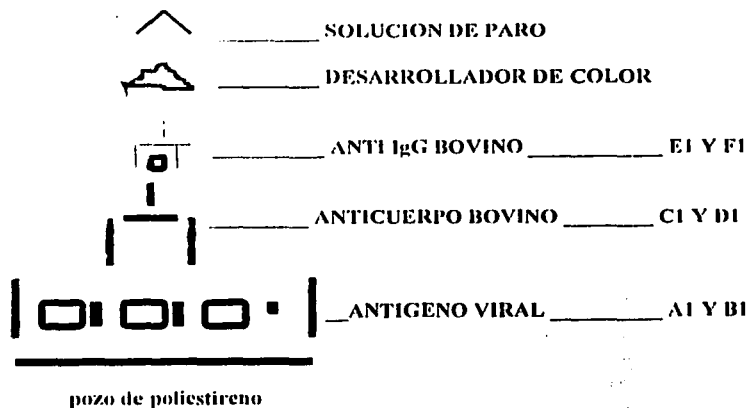 SOLUCION DE PARO
DESARROLLADOR DE COLOR
ANTI IgG BOVINO E1 Y F1
ANTICUERPO BOVINO C1 Y D1
ANTIGENO VIRAL A1 Y B1
pozo de poliestireno